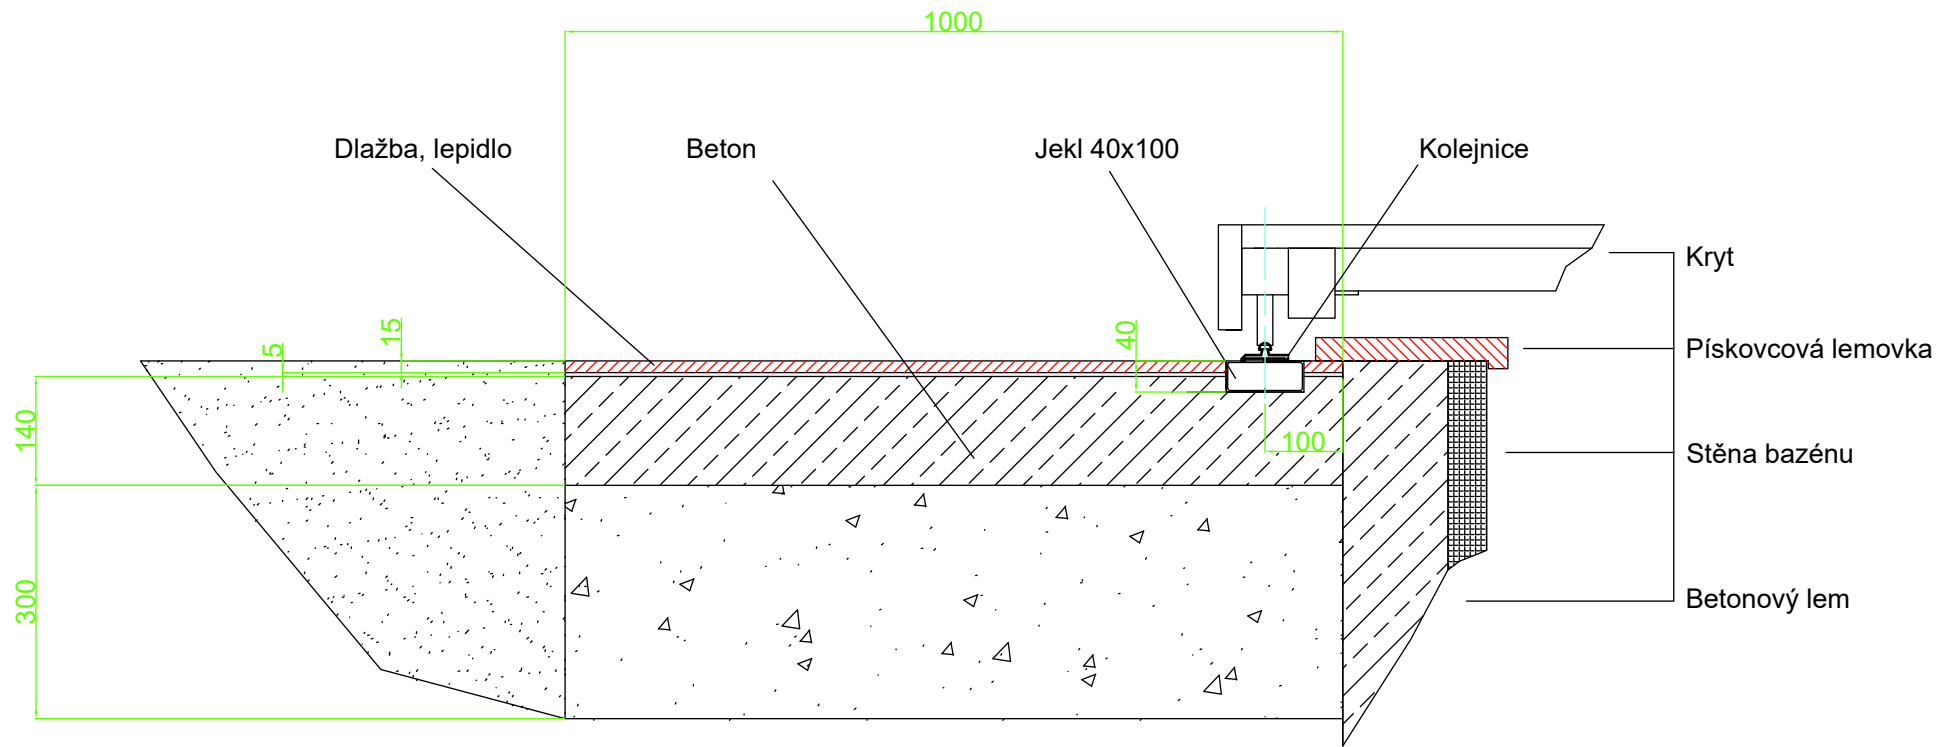 1000
Dlažba, lepidlo
Beton
Jekl 40x100
Kolejnice
Kryt
15
5
40
Pískovcová lemovka
140
100
Stěna bazénu
300
Betonový lem